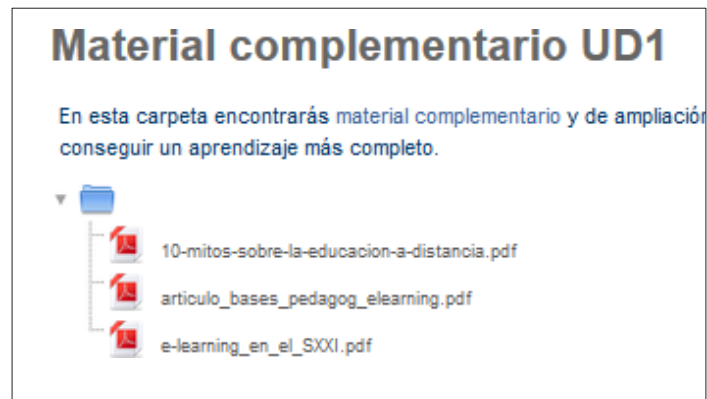 Material complementario UD1
En esta carpeta encontrarás material complementario y de ampliación
conseguir un aprendizaje más completo.
10-mitos-sobre-la-educacion-a-distancia.pdf
articulo_bases_pedagog_elearning.pdf
e-learning_en_el_SXXI.pdf